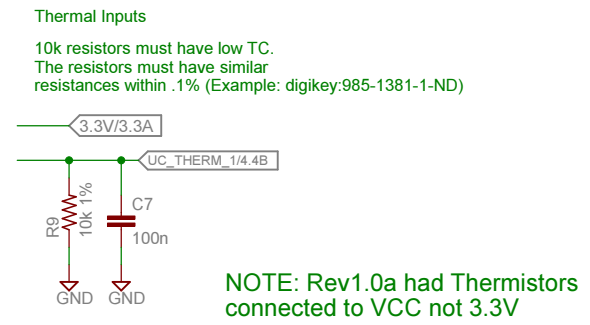 Thermal Inputs
10k resistors must have low TC.
The resistors must have similar
resistances within .1% (Example: digikey:985-1381-1-ND)
3.3V/3.3A
UC_THERM_1/4.4B
R9
10k 1%
C7
100n
GND
GND
NOTE: Rev1.0a had Thermistors
connected to VCC not 3.3V